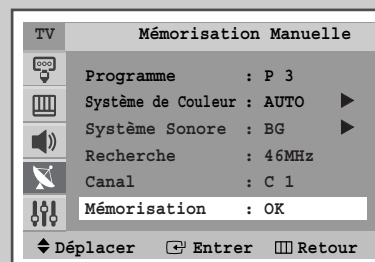 TV Mémorisation Manuelle
Programme : P 3
Système de Couleur : AUTO
Système Sonore : BG
Recherche : 46MHz
Canal : C 1
Mémorisation : OK
Déplacer Entrer Retour